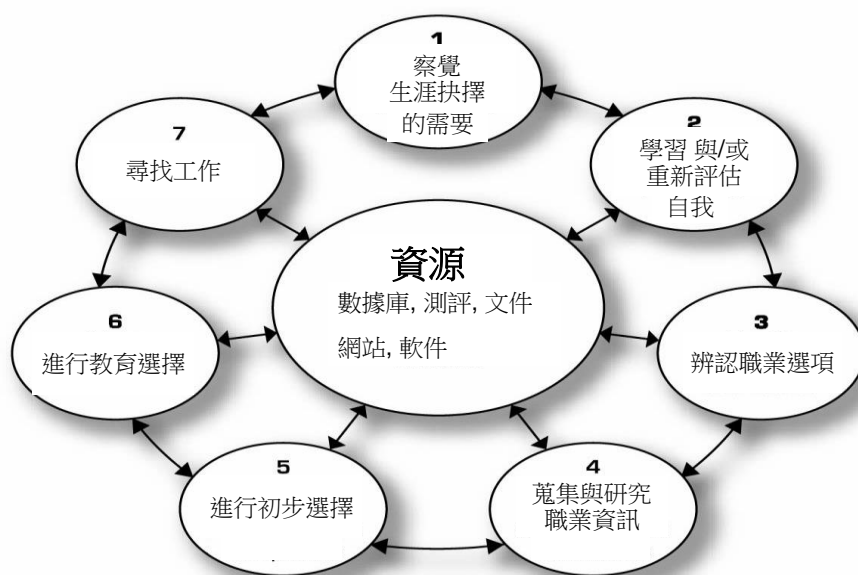 1
察覺
生涯抉擇
的需要
2
學習 與/或
重新評估
自我
3
辨認職業選項
4
蒐集與研究
職業資訊
5
進行初步選擇
6
進行教育選擇
7
尋找工作
資源
數據庫, 測評, 文件
網站, 軟件